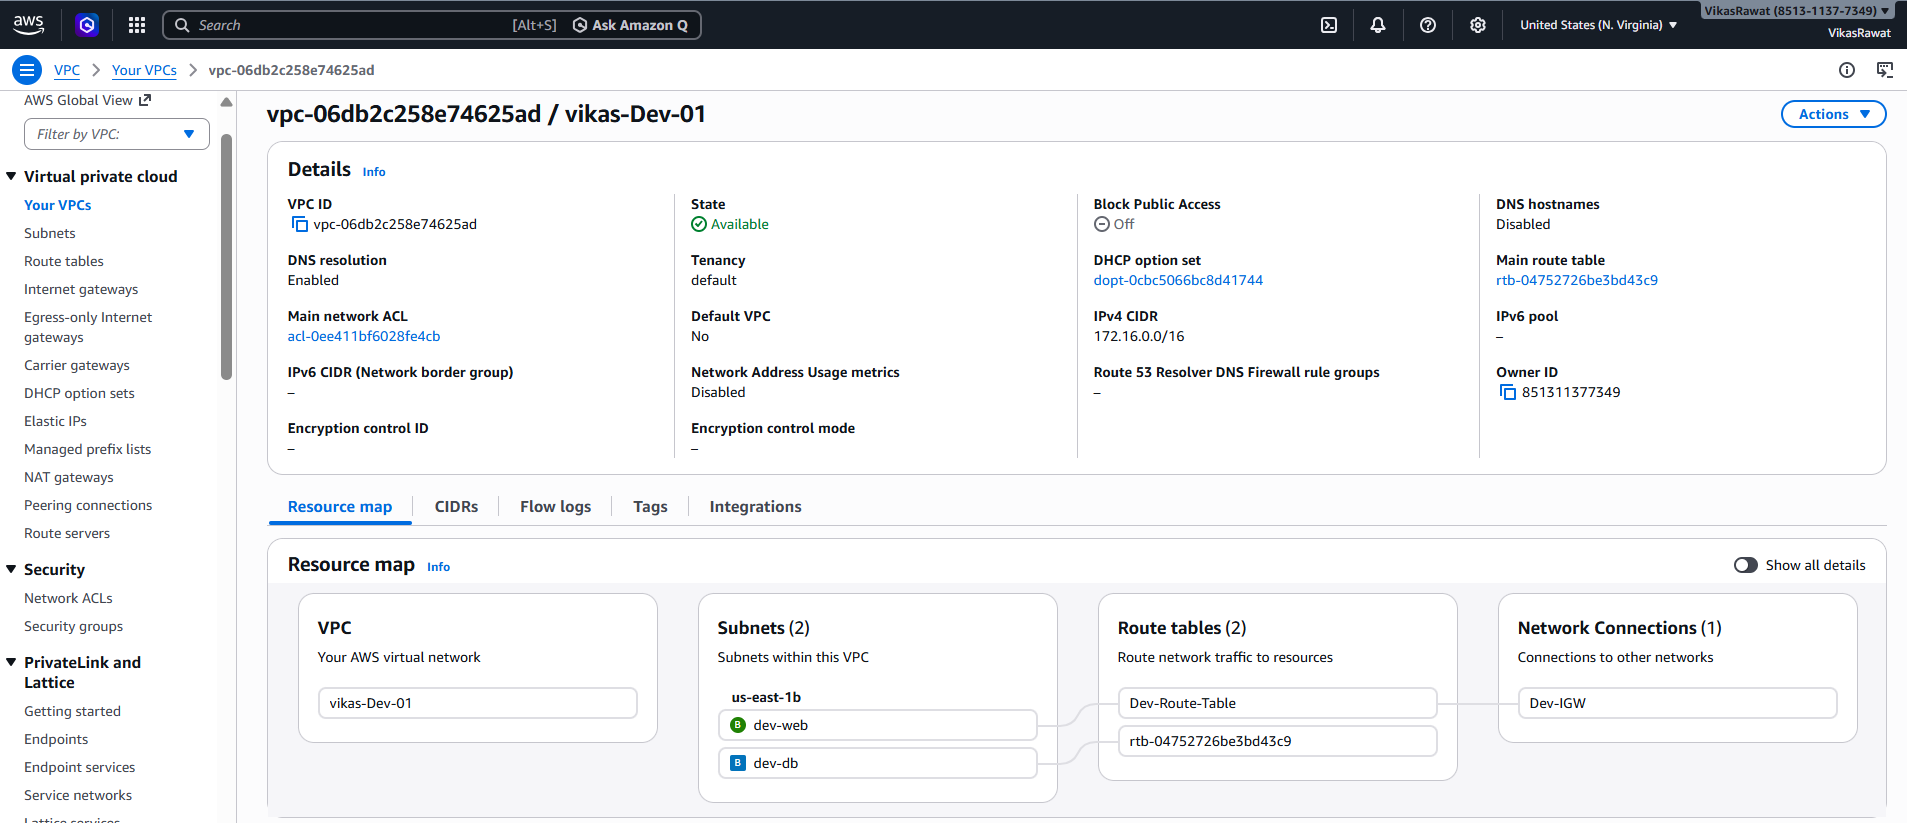 aws
Search
[Alt+S]
Ask Amazon Q
United States (N. Virginia)
VikasRawat (8513-1137-7349)
VikasRawat
VPC
Your VPCs
vpc-06db2c258e74625ad
AWS Global View
Filter by VPC:
Virtual private cloud
Your VPCs
Subnets
Route tables
Internet gateways
Egress-only Internet
gateways
Carrier gateways
DHCP option sets
Elastic IPs
Managed prefix lists
NAT gateways
Peering connections
Route servers
Security
Network ACLs
Security groups
PrivateLink and
Lattice
Getting started
Endpoints
Endpoint services
Service networks
Lattice services
vpc-06db2c258e74625ad / vikas-Dev-01
Actions
Details Info
VPC ID
vpc-06db2c258e74625ad
State
Available
Block Public Access
Off
DNS hostnames
Disabled
DNS resolution
Enabled
Tenancy
default
DHCP option set
dopt-0cbc5066bc8d41744
Main route table
rtb-04752726be3bd43c9
Main network ACL
acl-0ee411bf6028fe4cb
Default VPC
No
IPv4 CIDR
172.16.0.0/16
IPv6 pool
–
IPv6 CIDR (Network border group)
–
Network Address Usage metrics
Disabled
Route 53 Resolver DNS Firewall rule groups
–
Owner ID
851311377349
Encryption control ID
–
Encryption control mode
–
Resource map
CIDRs
Flow logs
Tags
Integrations
Resource map Info
Show all details
VPC
Your AWS virtual network
vikas-Dev-01
Subnets (2)
Subnets within this VPC
us-east-1b
B dev-web
B dev-db
Route tables (2)
Route network traffic to resources
Dev-Route-Table
rtb-04752726be3bd43c9
Network Connections (1)
Connections to other networks
Dev-IGW